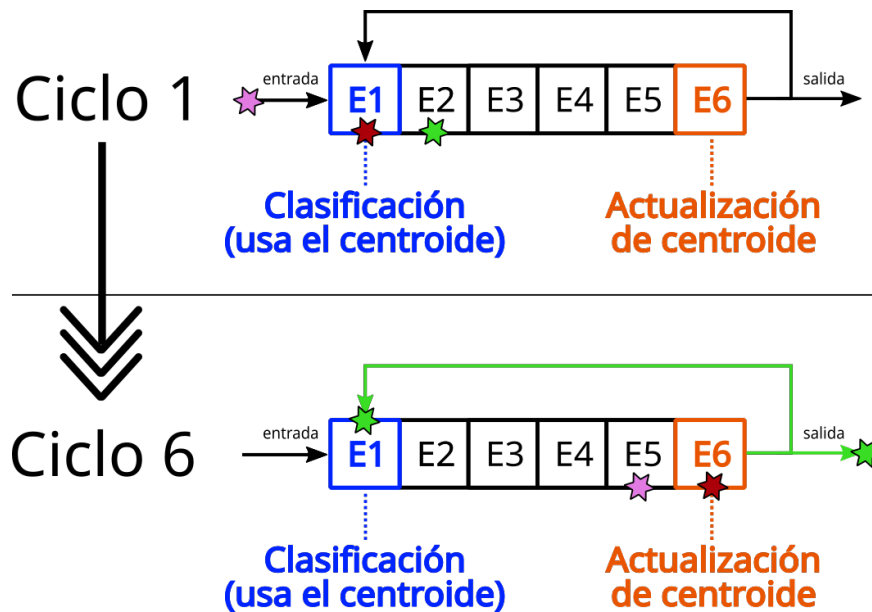 Ciclo 1
entrada
E1
E2
E3
E4
E5
E6
salida
Clasificación
(usa el centroide)
Actualización
de centroide
Ciclo 6
entrada
E1
E2
E3
E4
E5
E6
salida
Clasificación
(usa el centroide)
Actualización
de centroide